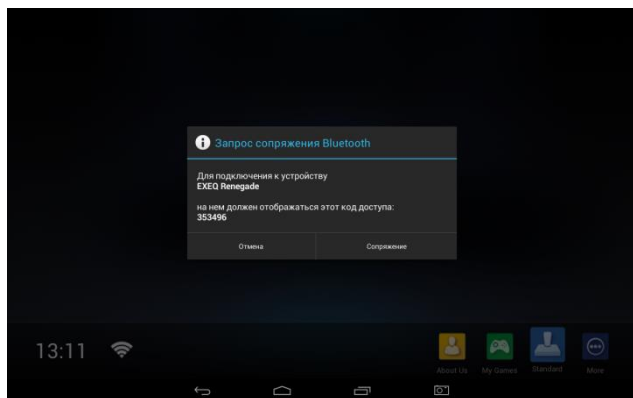 Запрос сопряжения Bluetooth
Для подключения к устройству
EXEQ Renegade
на нем должен отображаться этот код доступа:
353496
Отмена Сопряжение
13:11
About Us My Games Standard More